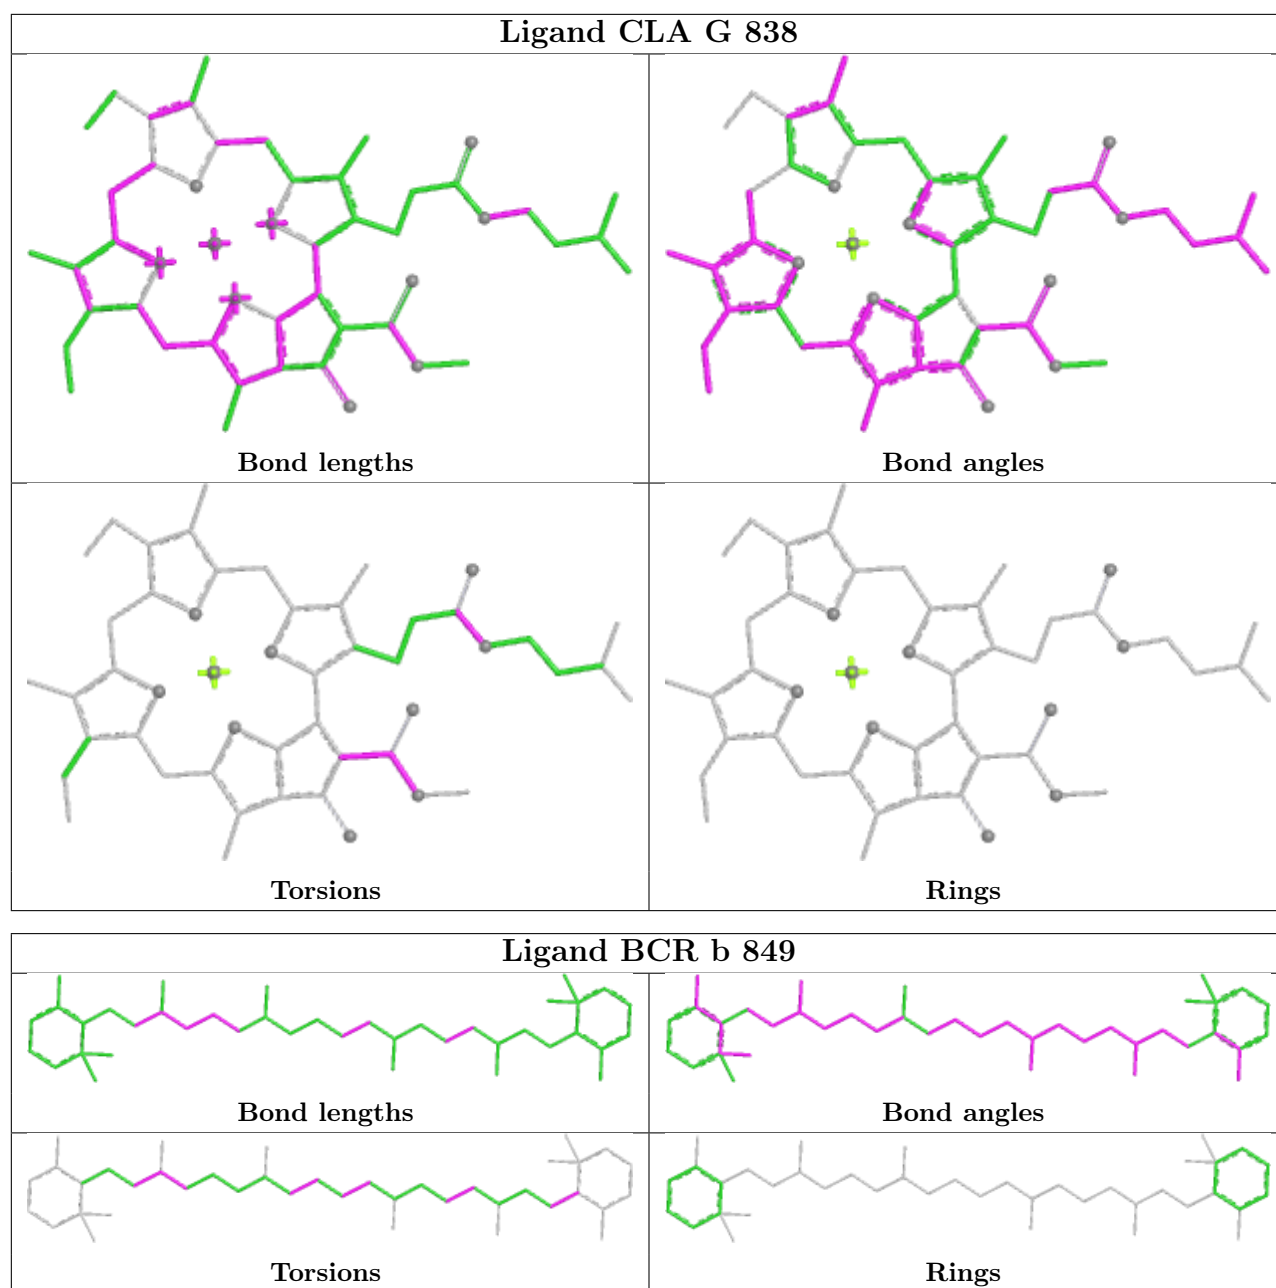 Ligand CLA G 838
Bond lengths
Bond angles
Torsions
Rings
Ligand BCR b 849
Bond lengths
Bond angles
Torsions
Rings